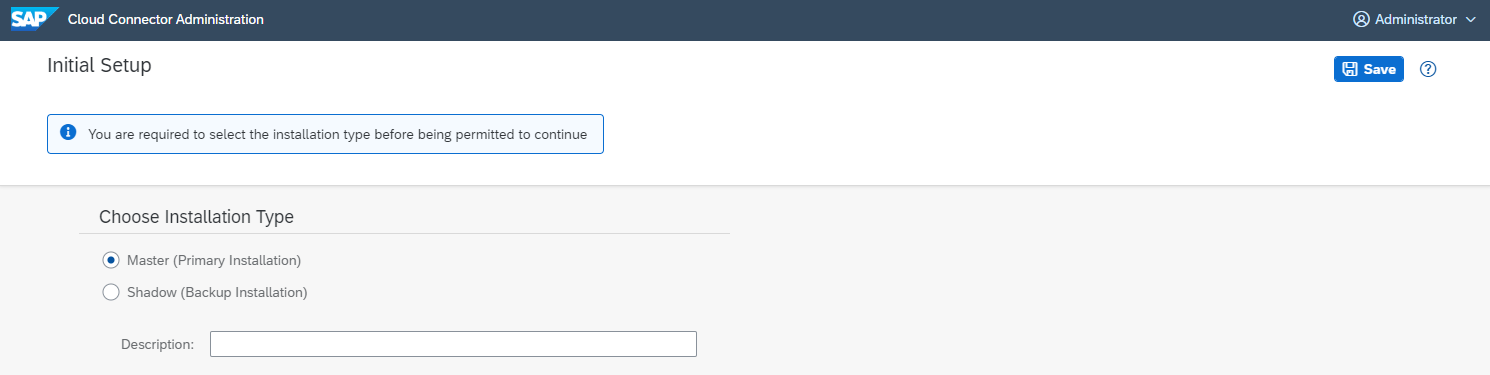 SAP Cloud Connector Administration Administrator
Initial Setup
Save
You are required to select the installation type before being permitted to continue
Choose Installation Type
Master (Primary Installation)
Shadow (Backup Installation)
Description: